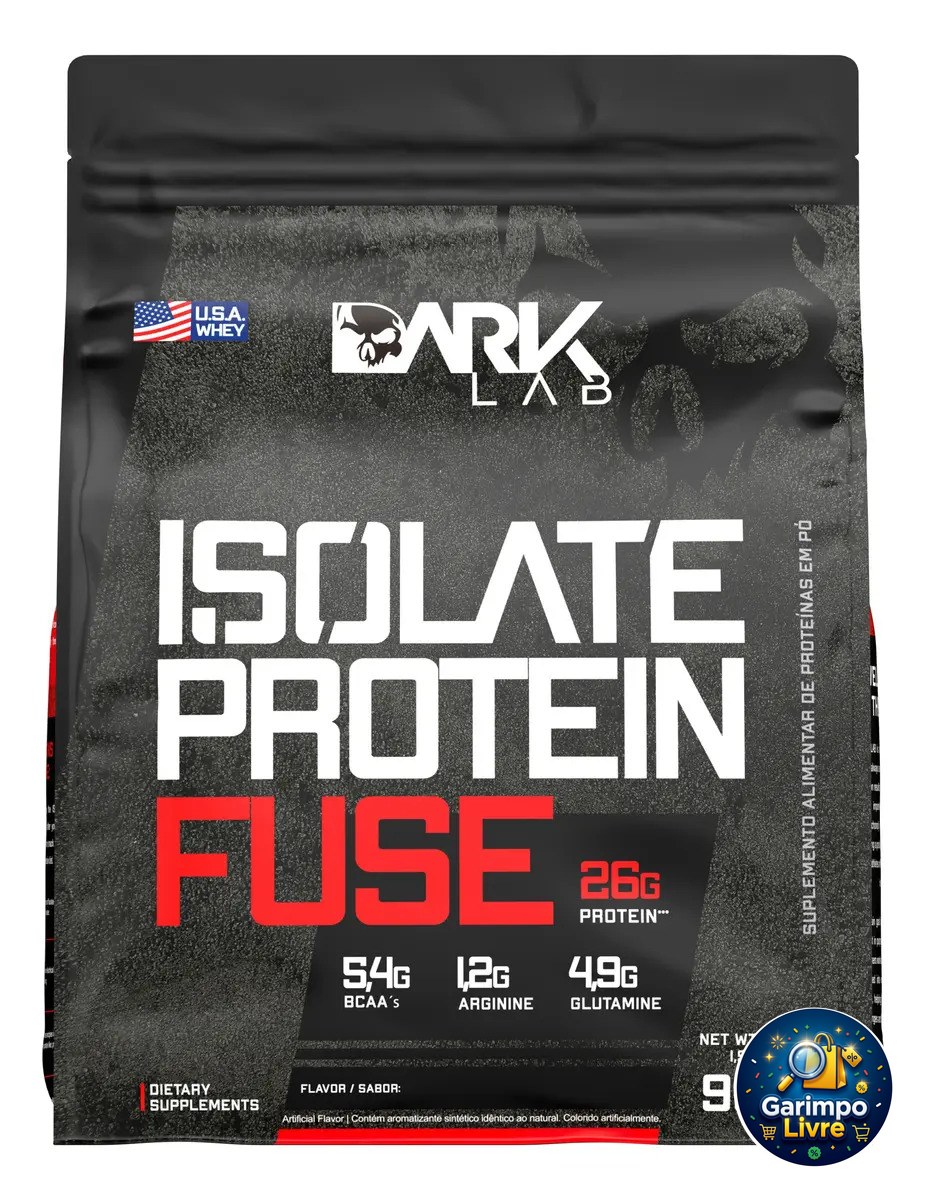 U.S.A.
WHEY
DARK
LAB
ISOLATE
PROTEIN
FUSE
26G
PROTEIN***
5,4G
BCAA´s
1,2G
ARGININE
4,9G
GLUTAMINE
SUPLEMENTO ALIMENTAR DE PROTEÍNAS EM PÓ
NET WT
DIETARY
SUPPLEMENTS
FLAVOR / SABOR:
Artificial Flavor | Contém aromatizante sintético idêntico ao natural. Colorido artificialmente.
Garimpo
Livre